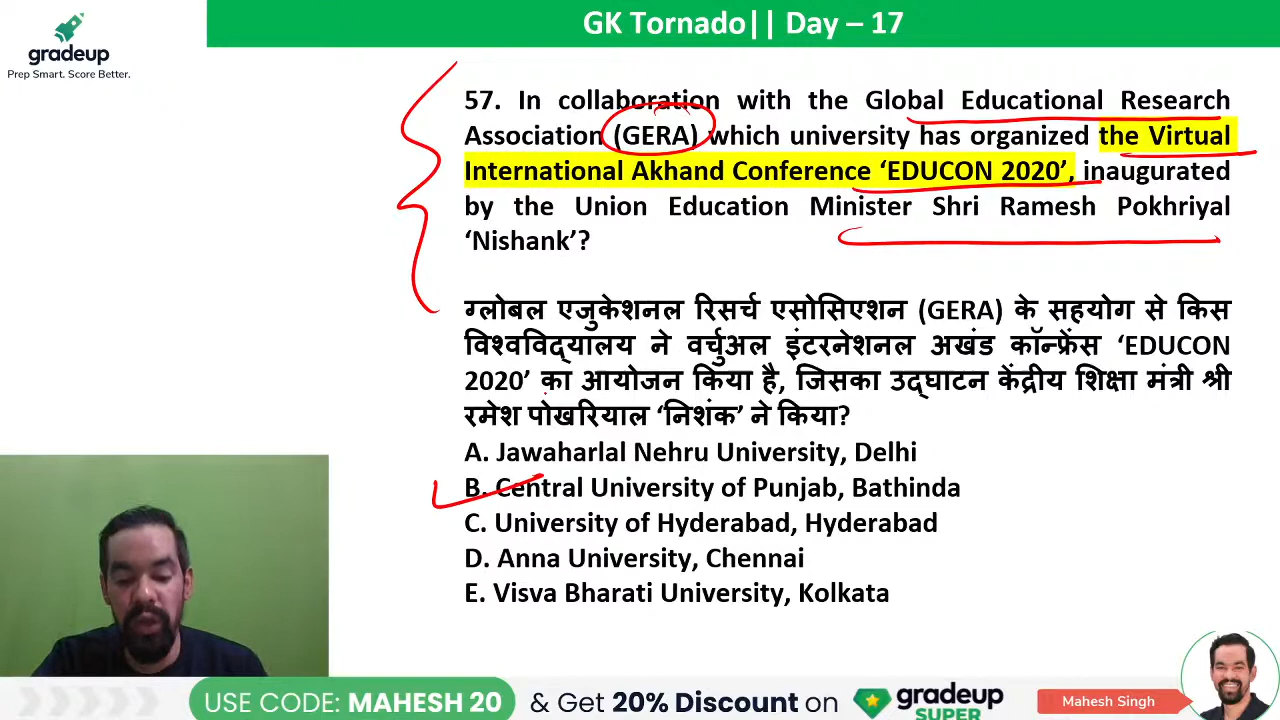 gradeup
Prep Smart. Score Better.
GK Tornado|| Day – 17
57. In collaboration with the Global Educational Research
Association (GERA) which university has organized the Virtual
International Akhand Conference ‘EDUCON 2020’, inaugurated
by the Union Education Minister Shri Ramesh Pokhriyal
‘Nishank’?
ग्लोबल एजुकेशनल रिसर्च एसोसिएशन (GERA) के सहयोग से किस
विश्वविद्यालय ने वर्चुअल इंटरनेशनल अखंड कॉन्फ्रेंस ‘EDUCON
2020’ का आयोजन किया है, जिसका उद्घाटन केंद्रीय शिक्षा मंत्री श्री
रमेश पोखरियाल ‘निशंक’ ने किया?
A. Jawaharlal Nehru University, Delhi
B. Central University of Punjab, Bathinda
C. University of Hyderabad, Hyderabad
D. Anna University, Chennai
E. Visva Bharati University, Kolkata
USE CODE: MAHESH 20 & Get 20% Discount on gradeup SUPER
Mahesh Singh